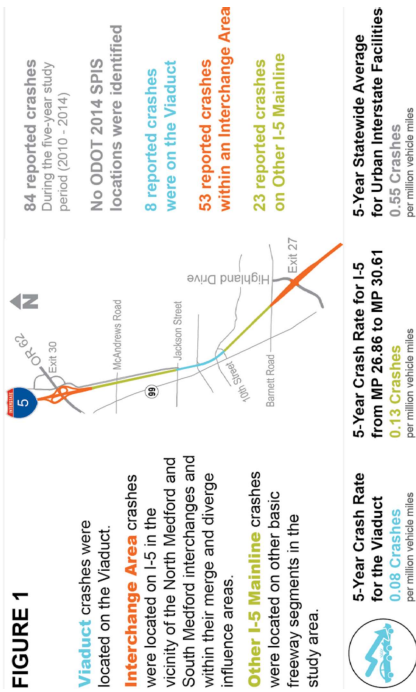 FIGURE 1
Viaduct crashes were
located on the Viaduct.
Interchange Area crashes
were located on I-5 in the
vicinity of the North Medford and
South Medford interchanges and
within their merge and diverge
influence areas.
Other I-5 Mainline crashes
were located on other basic
freeway segments in the
study area.
5
OR 62
Exit 30
N
McAndrews Road
99
Jackson Street
10th Street
Barnett Road
Highland Drive
Exit 27
84 reported crashes
During the five-year study
period (2010 - 2014)
No ODOT 2014 SPIS
locations were identified
8 reported crashes
were on the Viaduct
53 reported crashes
within an Interchange Area
23 reported crashes
on Other I-5 Mainline
5-Year Crash Rate
for the Viaduct
0.08 Crashes
per million vehicle miles
5-Year Crash Rate for I-5
from MP 26.86 to MP 30.61
0.13 Crashes
per million vehicle miles
5-Year Statewide Average
for Urban Interstate Facilities
0.55 Crashes
per million vehicle miles